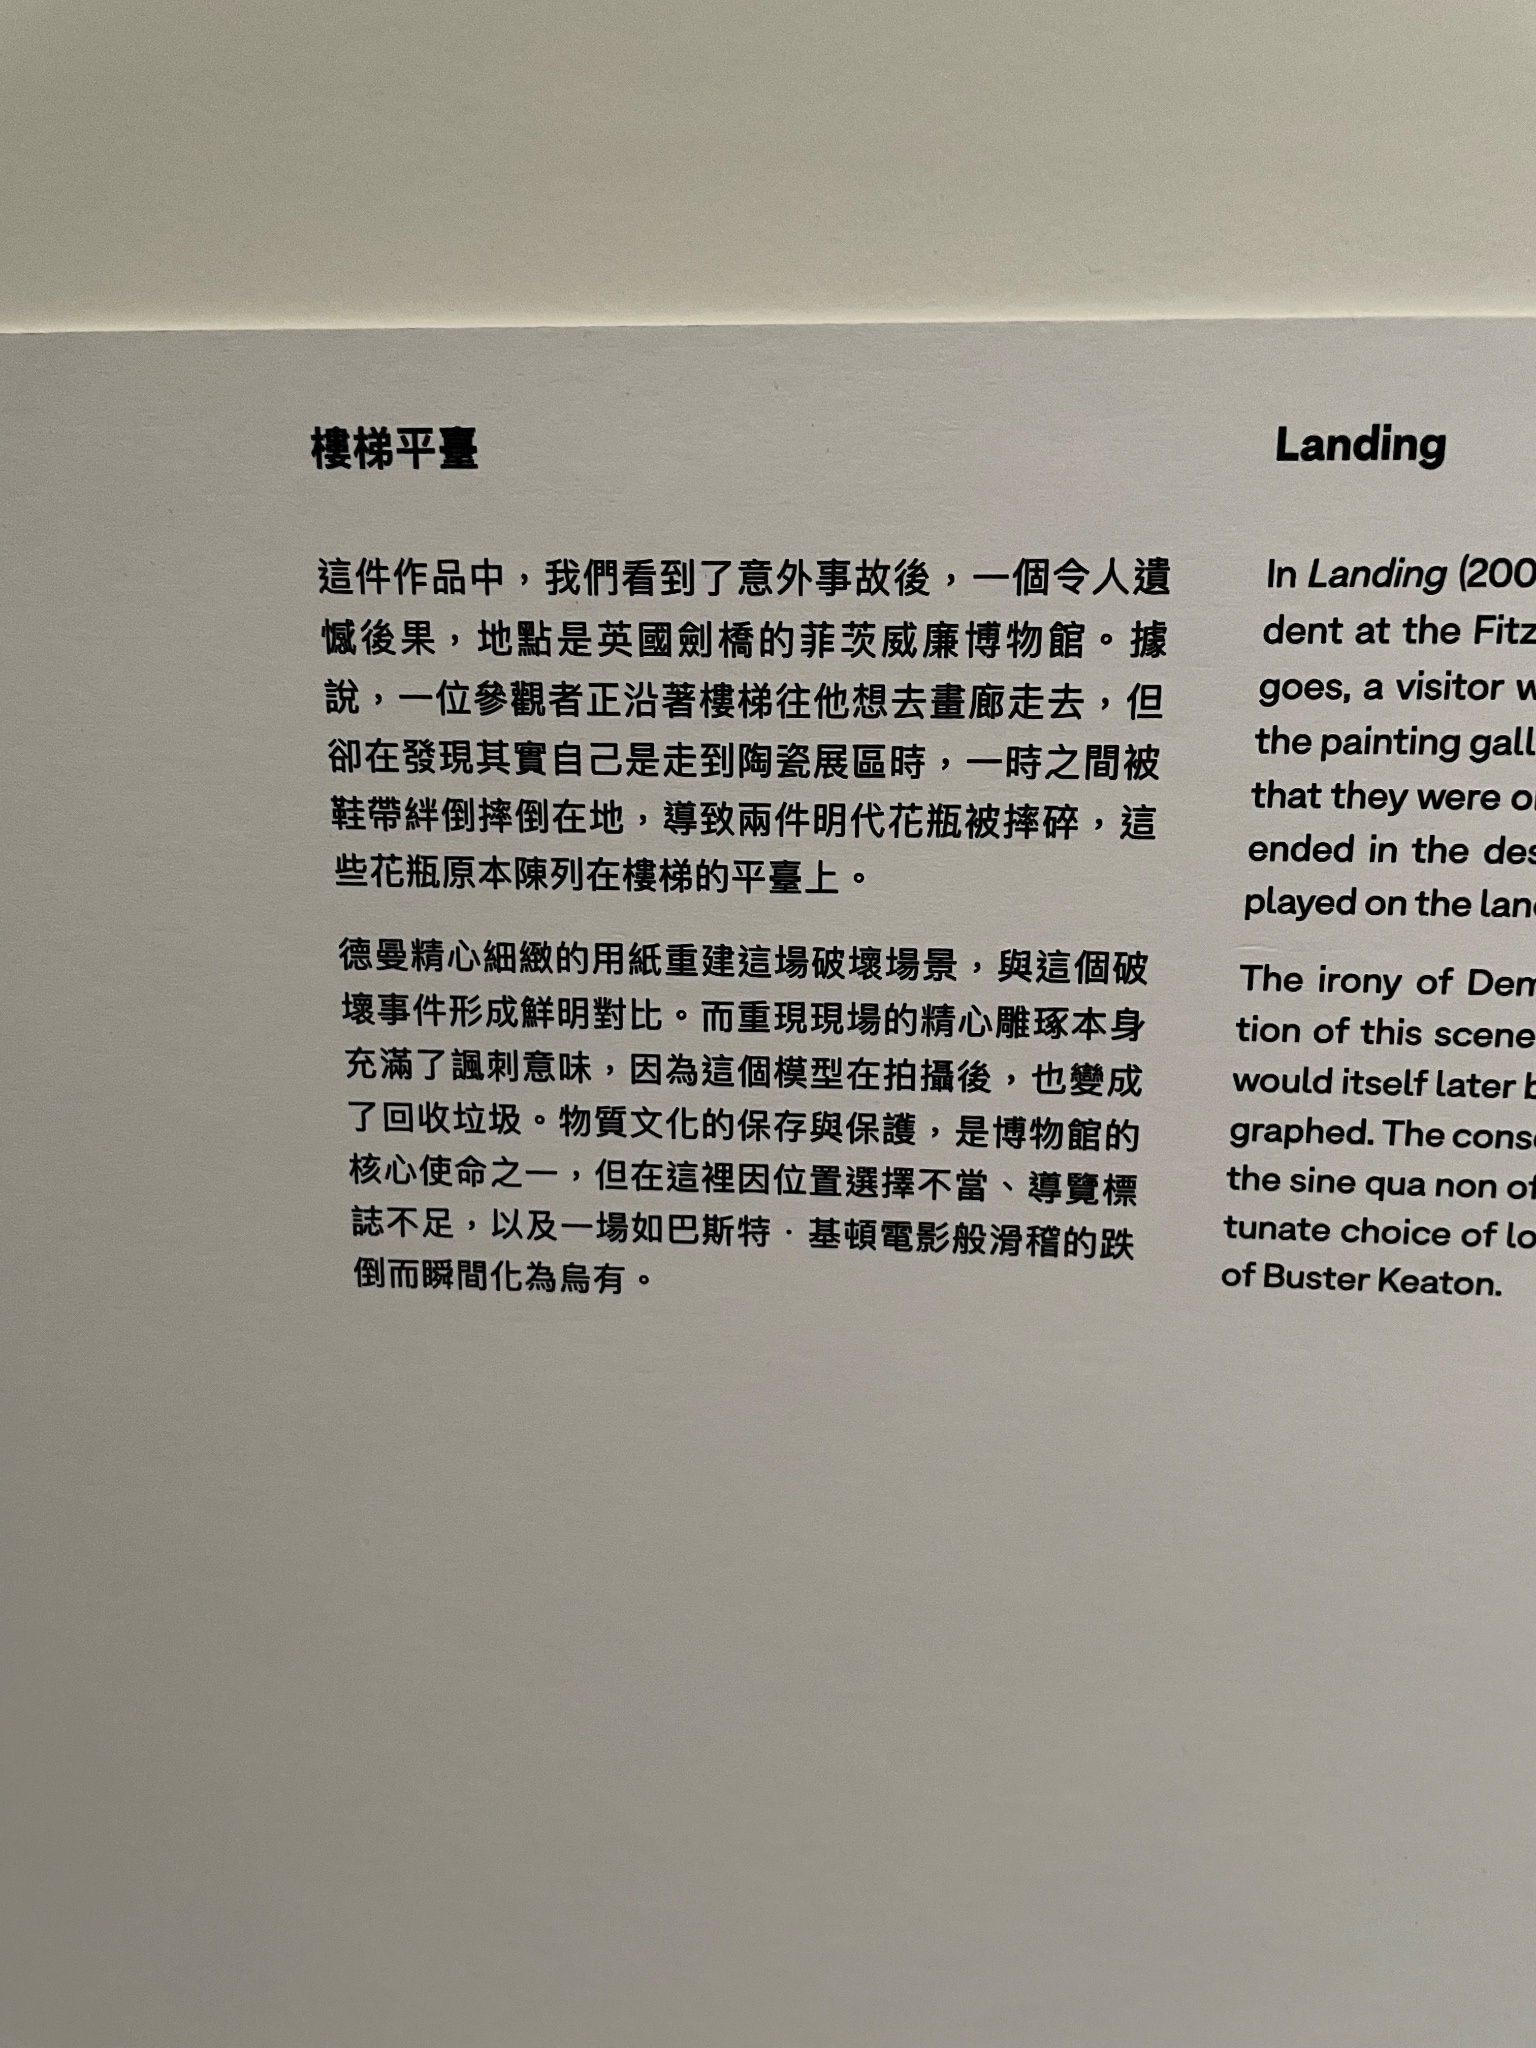 樓梯平臺
這件作品中，我們看到了意外事故後，一個令人遺
憾後果，地點是英國劍橋的菲茨威廉博物館。據
說，一位參觀者正沿著樓梯往他想去畫廊走去，但
卻在發現其實自己是走到陶瓷展區時，一時之間被
鞋帶絆倒摔倒在地，導致兩件明代花瓶被摔碎，這
些花瓶原本陳列在樓梯的平臺上。
德曼精心細緻的用紙重建這場破壞場景，與這個破
壞事件形成鮮明對比。而重現現場的精心雕琢本身
充滿了諷刺意味，因為這個模型在拍攝後，也變成
了回收垃圾。物質文化的保存與保護，是博物館的
核心使命之一，但在這裡因位置選擇不當、導覽標
誌不足，以及一場如巴斯特．基頓電影般滑稽的跌
倒而瞬間化為烏有。
Landing
In Landing (200
dent at the Fitz
goes, a visitor w
the painting gall
that they were o
ended in the des
played on the lan
The irony of Dem
tion of this scene
would itself later b
graphed. The cons
the sine qua non of
tunate choice of lo
of Buster Keaton.